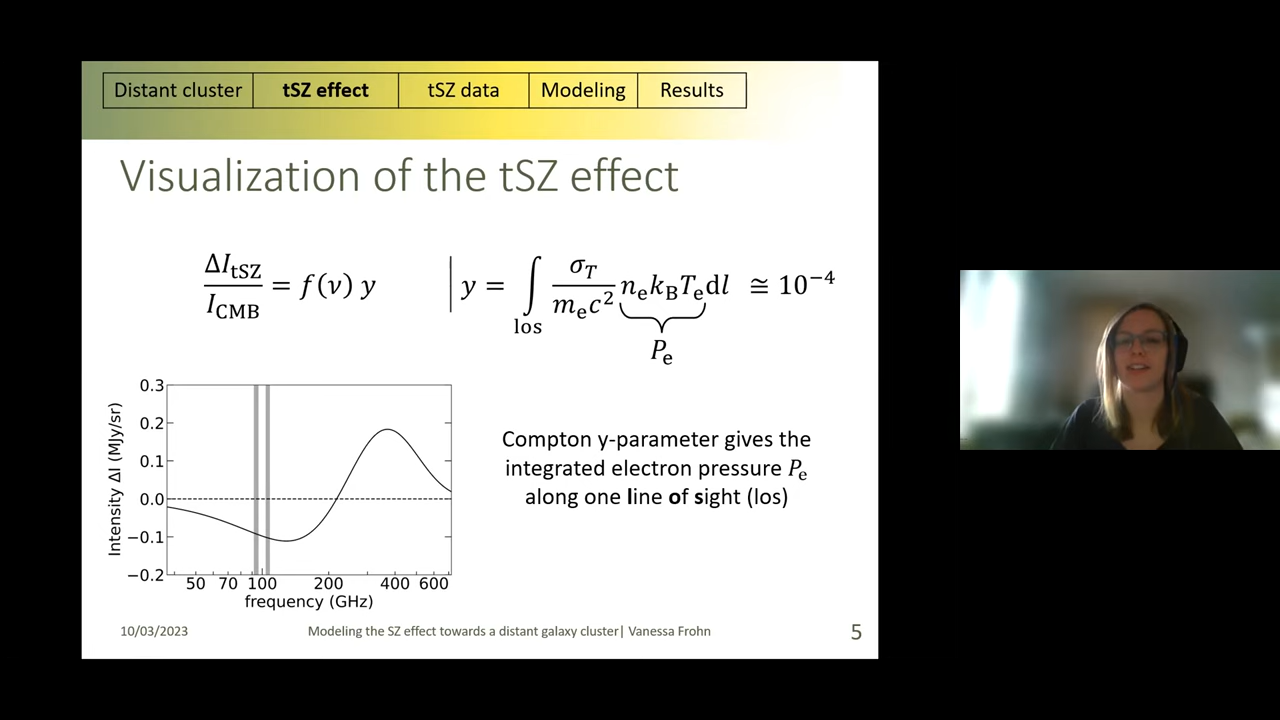 Distant cluster tSZ effect tSZ data Modeling Results
Visualization of the tSZ effect
ΔI_tSZ / I_CMB = f(ν) y | y = ∫_los σ_T / m_e c² n_e k_B T_e dl ≅ 10⁻⁴
P_e
0.3
0.2
0.1
0.0
−0.1
−0.2
Intensity ΔI (MJy/sr)
50 70 100 200 400 600
frequency (GHz)
Compton y-parameter gives the
integrated electron pressure P_e
along one line of sight (los)
10/03/2023 Modeling the SZ effect towards a distant galaxy cluster| Vanessa Frohn 5